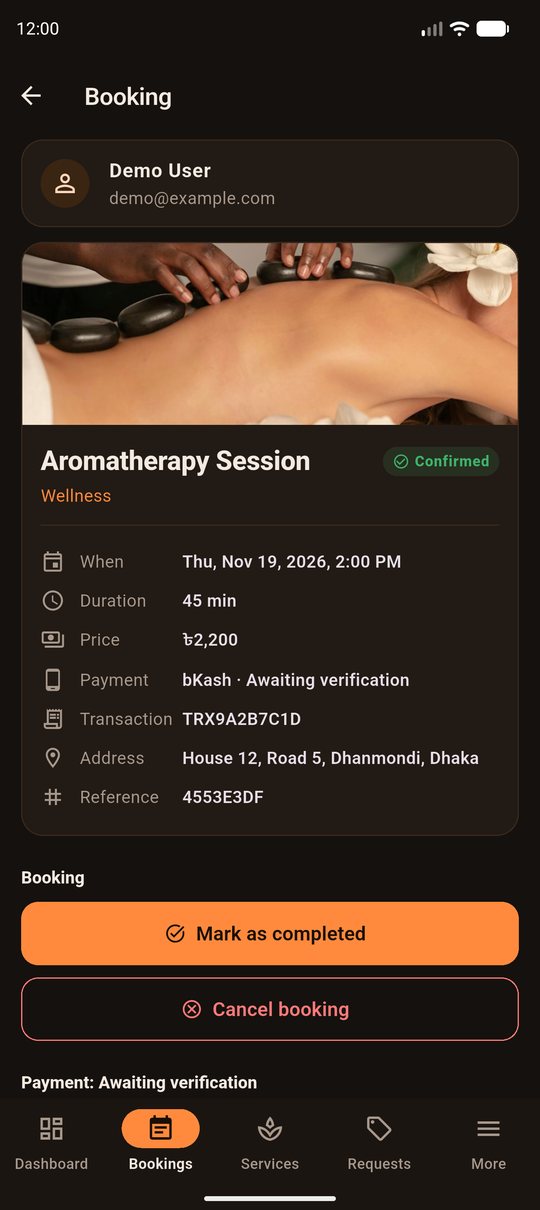 12:00
Booking
Demo User
demo@example.com
Aromatherapy Session
Confirmed
Wellness
When Thu, Nov 19, 2026, 2:00 PM
Duration 45 min
Price ৳2,200
Payment bKash · Awaiting verification
Transaction TRX9A2B7C1D
Address House 12, Road 5, Dhanmondi, Dhaka
Reference 4553E3DF
Booking
Mark as completed
Cancel booking
Payment: Awaiting verification
Dashboard Bookings Services Requests More